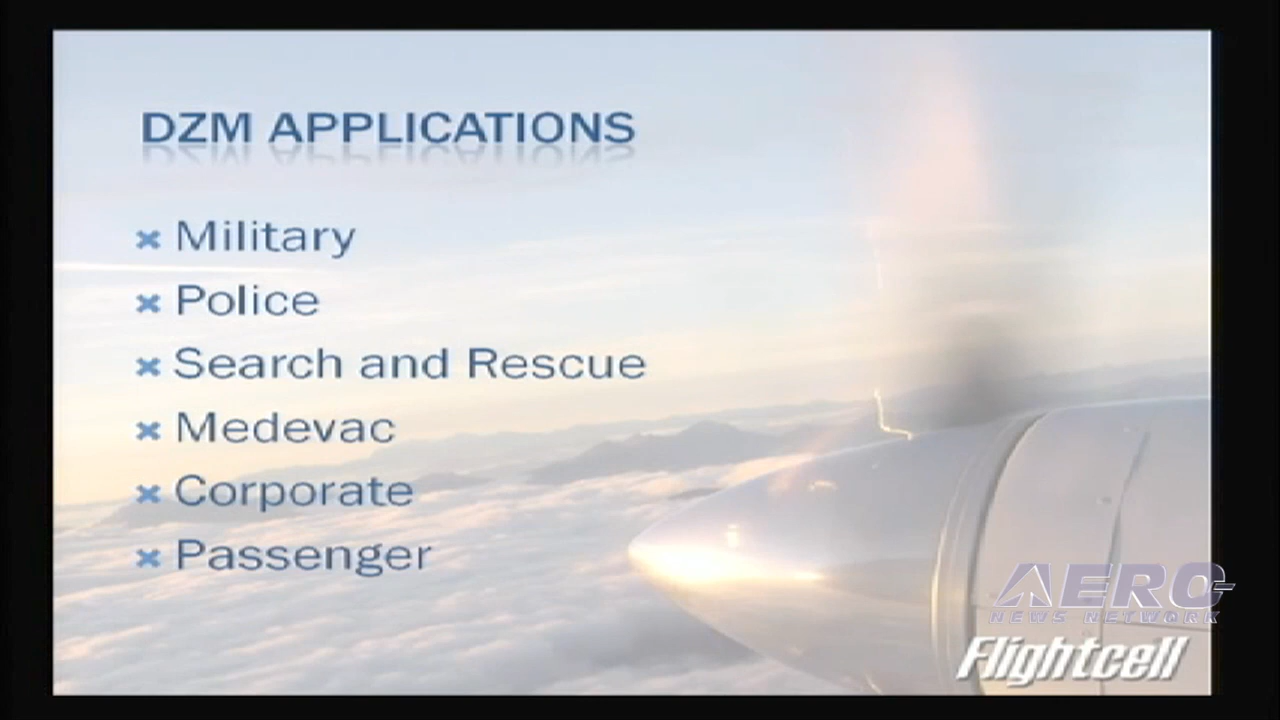 DZM APPLICATIONS
Military
Police
Search and Rescue
Medevac
Corporate
Passenger
AERO
NEWS NETWORK
Flightcell